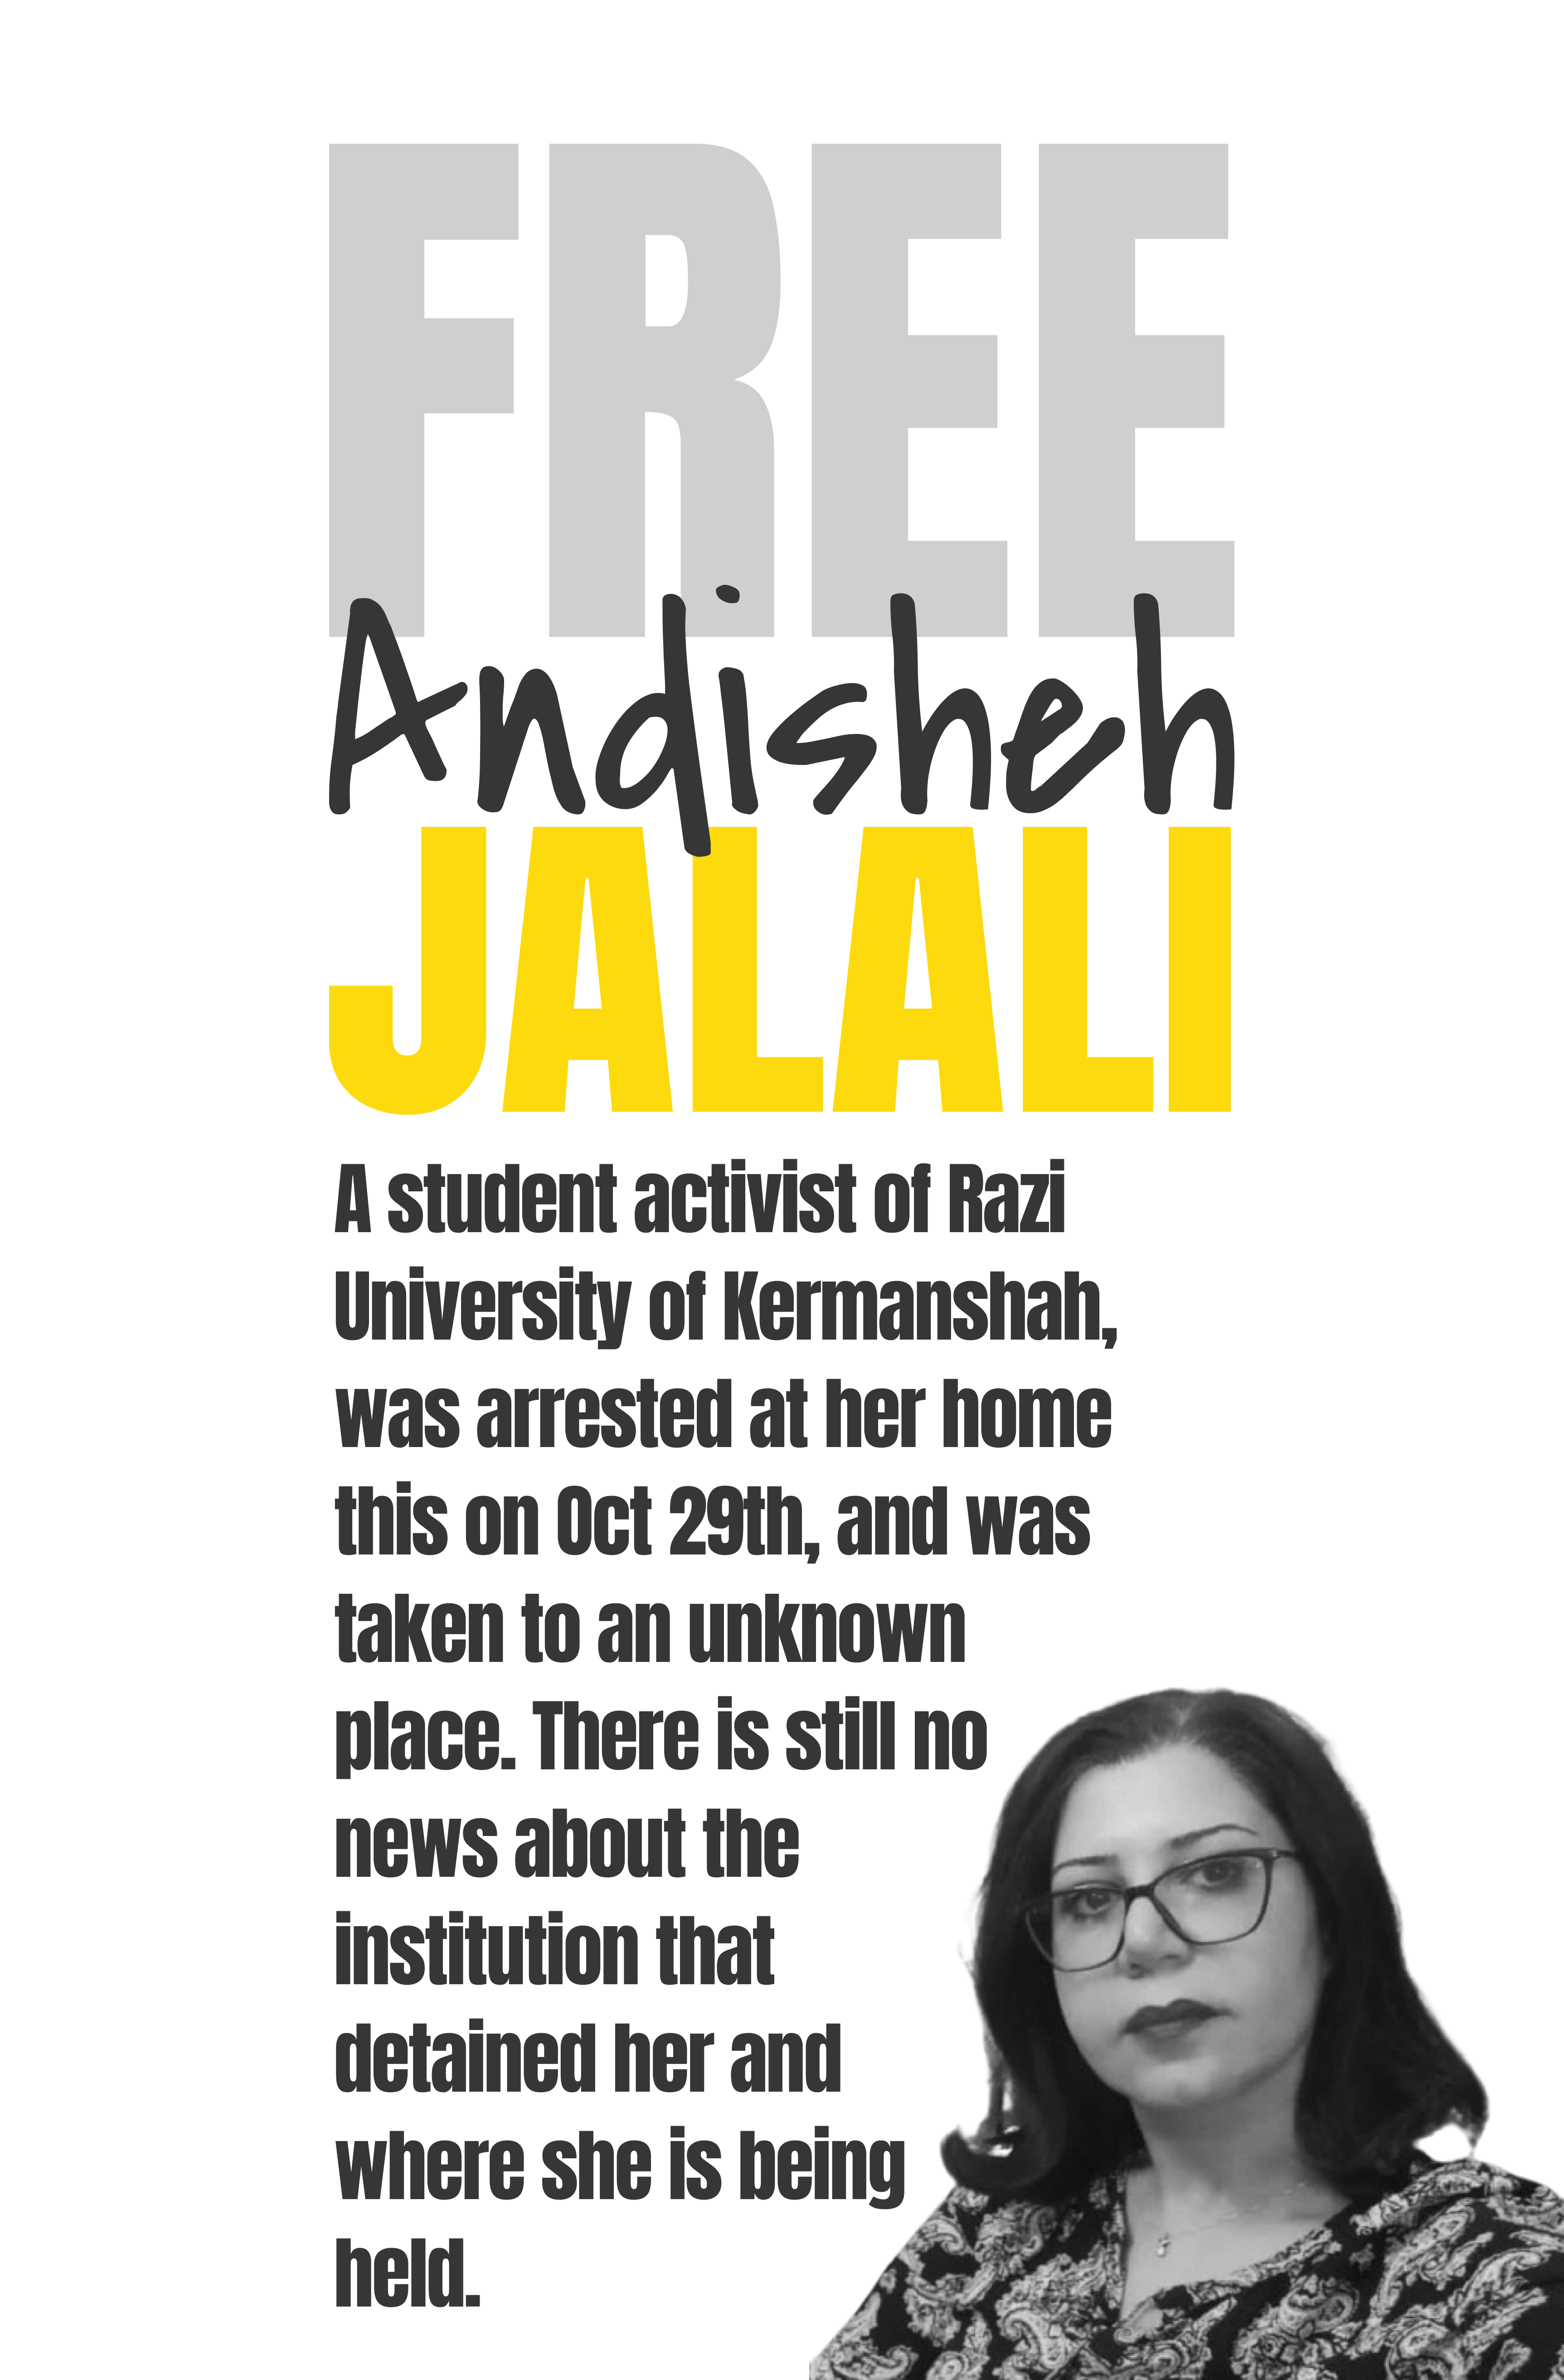 FREE
Andisheh
JALALI
A student activist of Razi
University of Kermanshah,
was arrested at her home
this on Oct 29th, and was
taken to an unknown
place. There is still no
news about the
institution that
detained her and
where she is being
held.